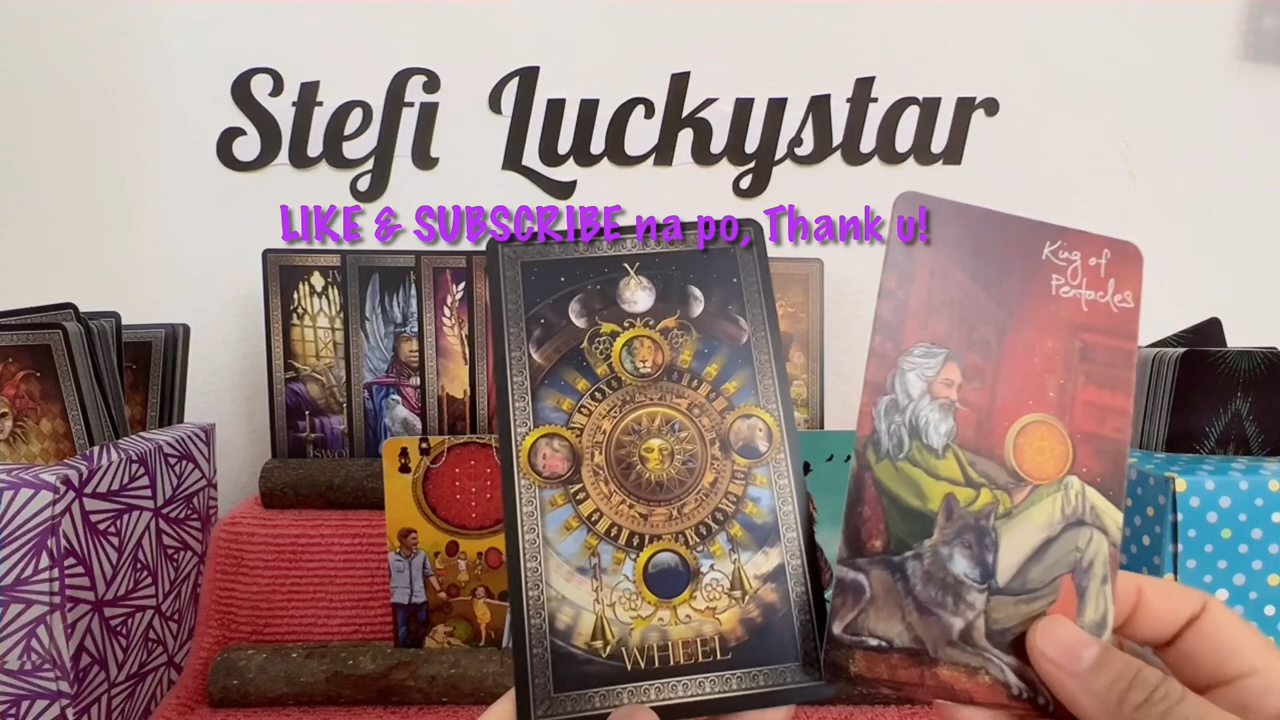 Stefi Luckystar
LIKE & SUBSCRIBE na po, Thank u!
King of
Pentacles
X
WHEEL